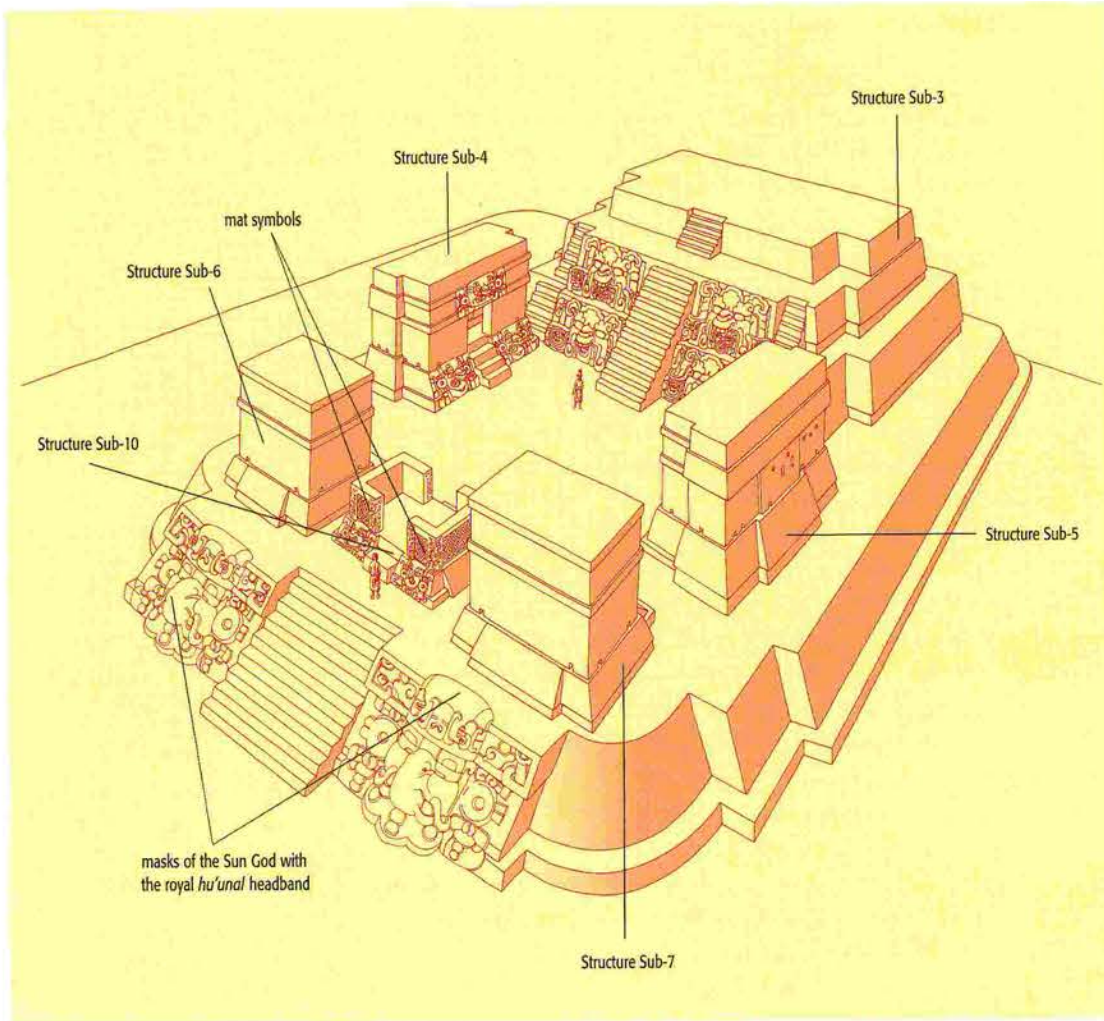 Structure Sub-3
Structure Sub-4
mat symbols
Structure Sub-6
Structure Sub-10
Structure Sub-5
masks of the Sun God with
the royal hu'unal headband
Structure Sub-7